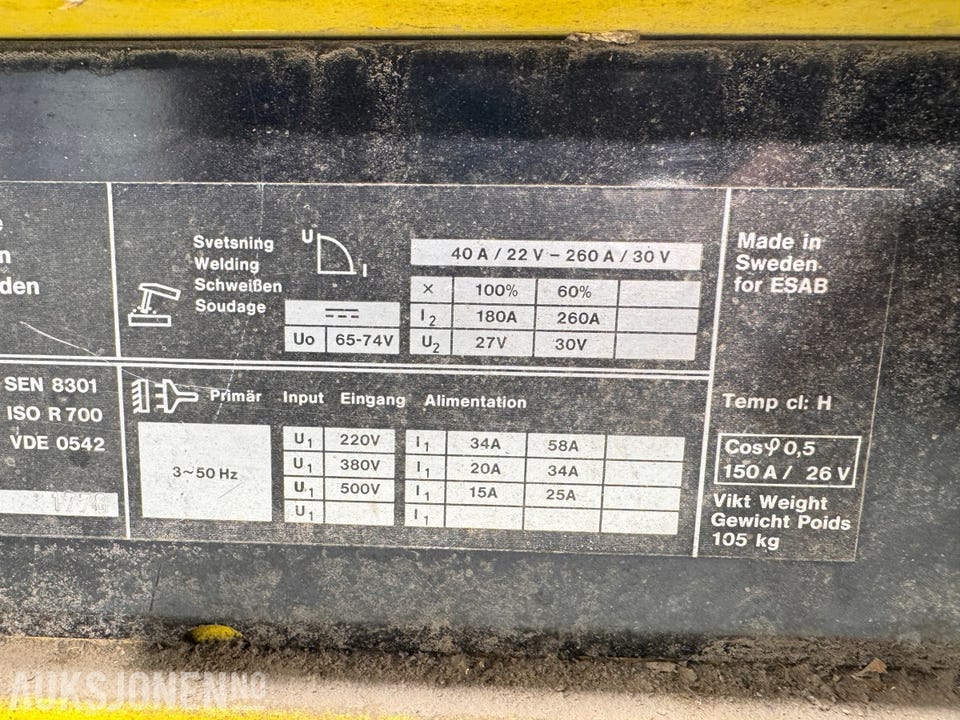 den
SEN 8301
ISO R 700
VDE 0542
Svetsning
Welding
Schweißen
Soudage
U
I
40 A / 22 V – 260 A / 30 V
Uo 65-74V
X 100% 60%
I2 180A 260A
U2 27V 30V
Primär Input Eingang Alimentation
3~50 Hz
U1 220V I1 34A 58A
U1 380V I1 20A 34A
U1 500V I1 15A 25A
U1 I1
Made in
Sweden
for ESAB
Temp cl: H
Cosφ 0,5
150 A / 26 V
Vikt Weight
Gewicht Poids
105 kg
AUKSJONEN.NO